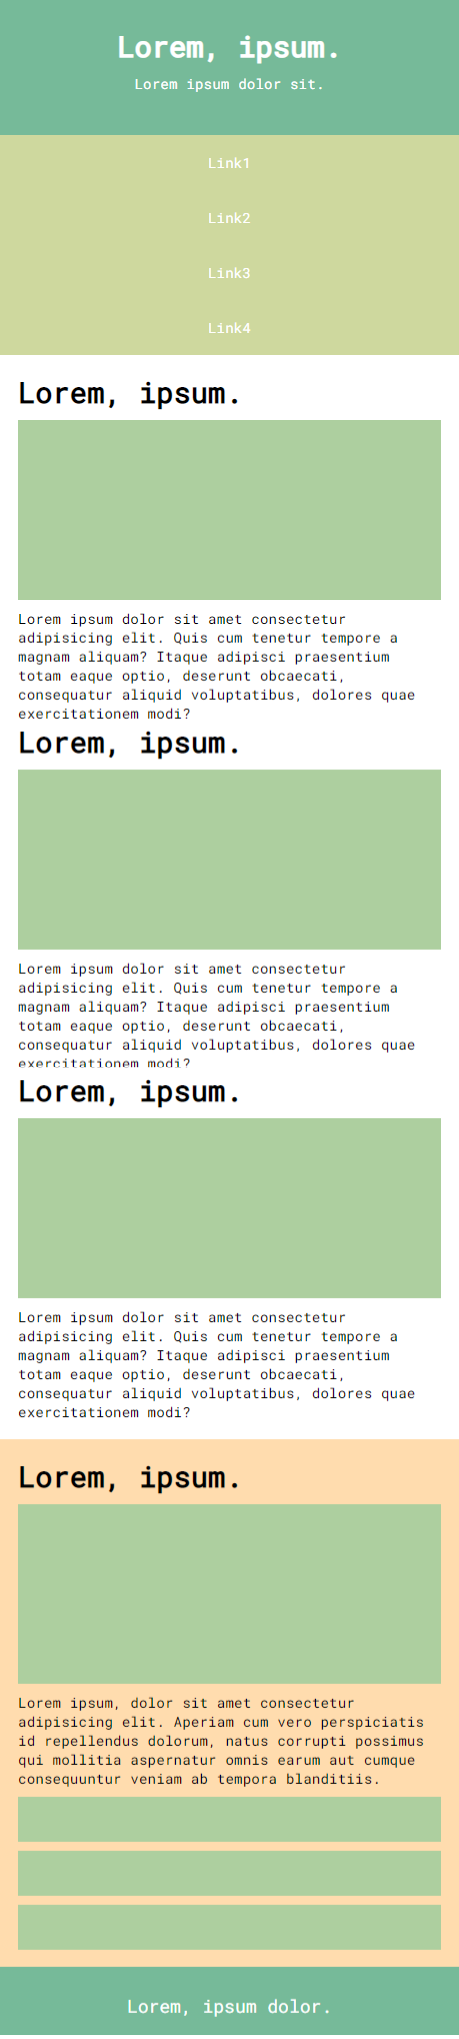 Lorem, ipsum.
Lorem ipsum dolor sit.
Link1
Link2
Link3
Link4
Lorem, ipsum.
Lorem ipsum dolor sit amet consectetur
adipisicing elit. Quis cum tenetur tempore a
magnam aliquam? Itaque adipisci praesentium
totam eaque optio, deserunt obcaecati,
consequatur aliquid voluptatibus, dolores quae
exercitationem modi?
Lorem, ipsum.
Lorem ipsum dolor sit amet consectetur
adipisicing elit. Quis cum tenetur tempore a
magnam aliquam? Itaque adipisci praesentium
totam eaque optio, deserunt obcaecati,
consequatur aliquid voluptatibus, dolores quae
exercitationem modi?
Lorem, ipsum.
Lorem ipsum dolor sit amet consectetur
adipisicing elit. Quis cum tenetur tempore a
magnam aliquam? Itaque adipisci praesentium
totam eaque optio, deserunt obcaecati,
consequatur aliquid voluptatibus, dolores quae
exercitationem modi?
Lorem, ipsum.
Lorem ipsum, dolor sit amet consectetur
adipisicing elit. Aperiam cum vero perspiciatis
id repellendus dolorum, natus corrupti possimus
qui mollitia aspernatur omnis earum aut cumque
consequuntur veniam ab tempora blanditiis.
Lorem, ipsum dolor.